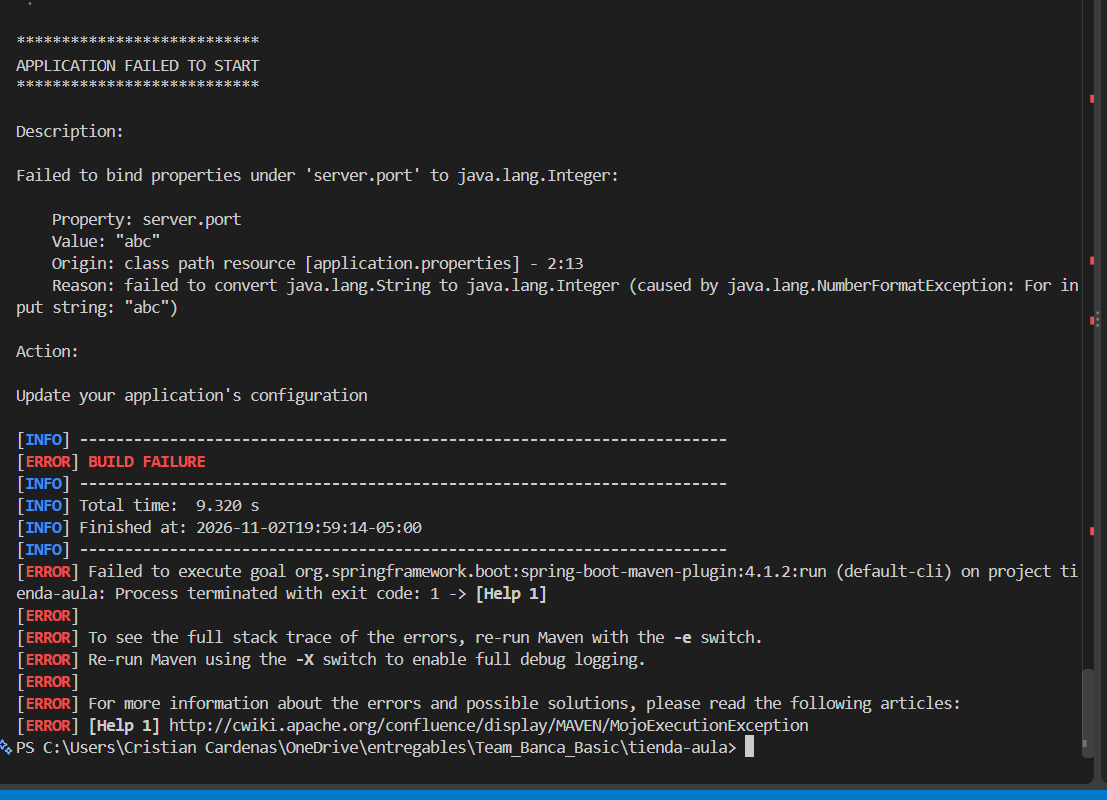 ***************************
APPLICATION FAILED TO START
***************************
Description:
Failed to bind properties under 'server.port' to java.lang.Integer:
Property: server.port
Value: "abc"
Origin: class path resource [application.properties] - 2:13
Reason: failed to convert java.lang.String to java.lang.Integer (caused by java.lang.NumberFormatException: For in
put string: "abc")
Action:
Update your application's configuration
[INFO] ------------------------------------------------------------------------
[ERROR] BUILD FAILURE
[INFO] ------------------------------------------------------------------------
[INFO] Total time:  9.320 s
[INFO] Finished at: 2026-11-02T19:59:14-05:00
[INFO] ------------------------------------------------------------------------
[ERROR] Failed to execute goal org.springframework.boot:spring-boot-maven-plugin:4.1.2:run (default-cli) on project ti
enda-aula: Process terminated with exit code: 1 -> [Help 1]
[ERROR]
[ERROR] To see the full stack trace of the errors, re-run Maven with the -e switch.
[ERROR] Re-run Maven using the -X switch to enable full debug logging.
[ERROR]
[ERROR] For more information about the errors and possible solutions, please read the following articles:
[ERROR] [Help 1] http://cwiki.apache.org/confluence/display/MAVEN/MojoExecutionException
PS C:\Users\Cristian Cardenas\OneDrive\entregables\Team_Banca_Basic\tienda-aula>